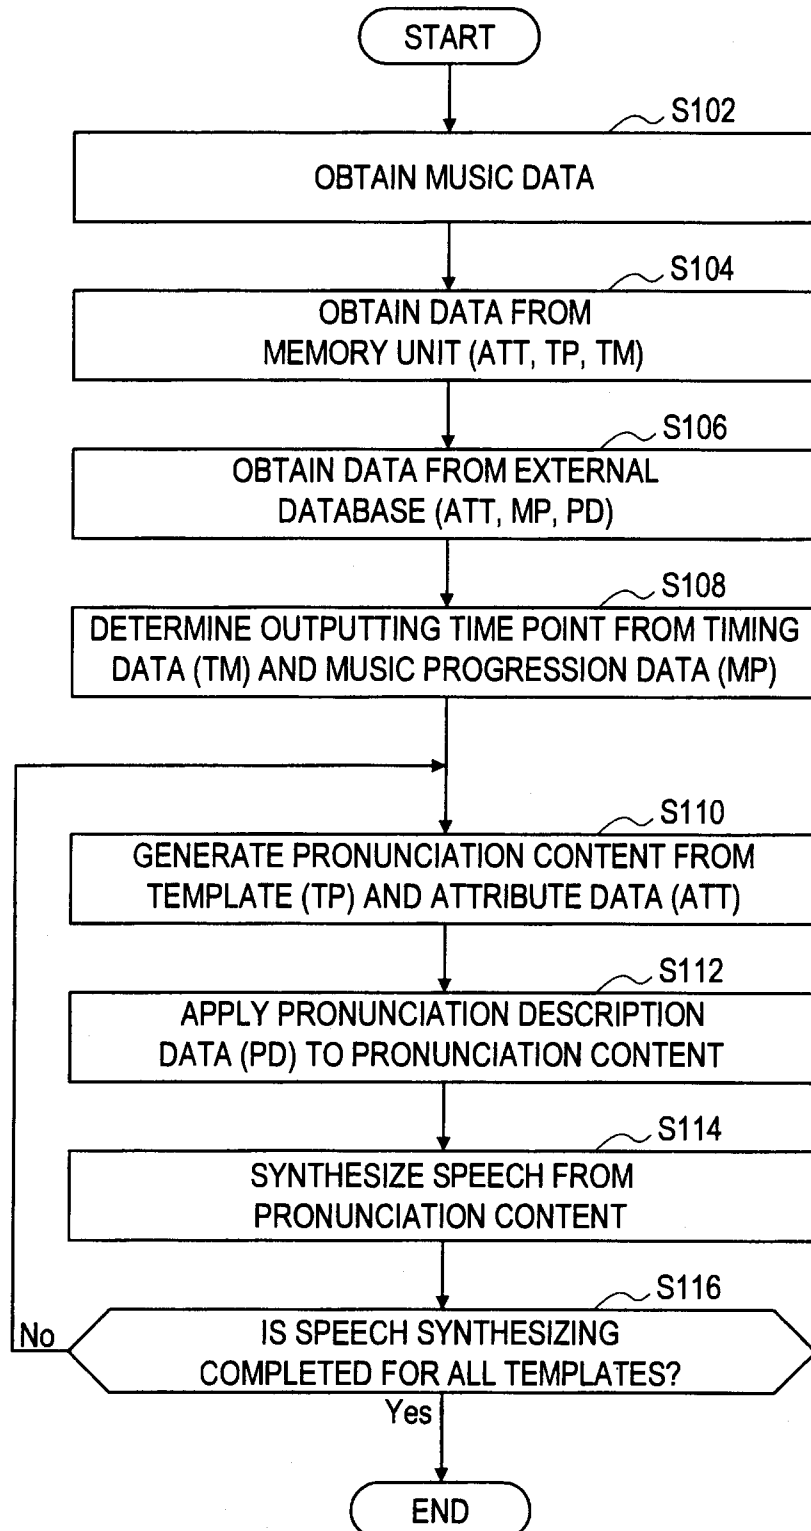 START
S102
OBTAIN MUSIC DATA
S104
OBTAIN DATA FROM
MEMORY UNIT (ATT, TP, TM)
S106
OBTAIN DATA FROM EXTERNAL
DATABASE (ATT, MP, PD)
S108
DETERMINE OUTPUTTING TIME POINT FROM TIMING
DATA (TM) AND MUSIC PROGRESSION DATA (MP)
S110
GENERATE PRONUNCIATION CONTENT FROM
TEMPLATE (TP) AND ATTRIBUTE DATA (ATT)
S112
APPLY PRONUNCIATION DESCRIPTION
DATA (PD) TO PRONUNCIATION CONTENT
S114
SYNTHESIZE SPEECH FROM
PRONUNCIATION CONTENT
S116
No
IS SPEECH SYNTHESIZING
COMPLETED FOR ALL TEMPLATES?
Yes
END